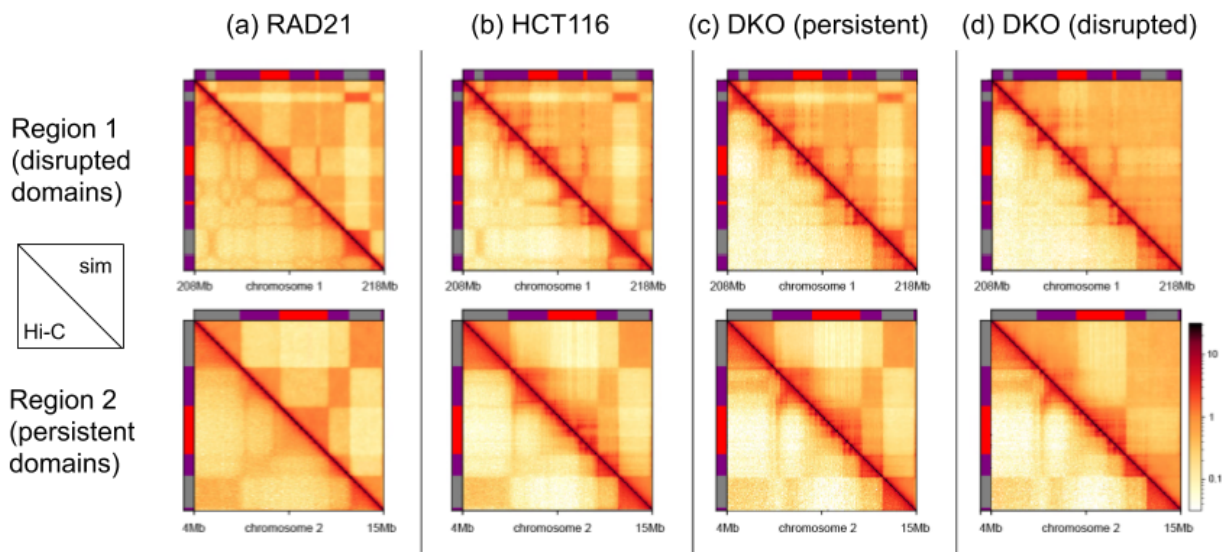 (a) RAD21
(b) HCT116
(c) DKO (persistent)
(d) DKO (disrupted)
Region 1
(disrupted
domains)
208Mb chromosome 1 218Mb
208Mb chromosome 1 218Mb
208Mb chromosome 1 218Mb
208Mb chromosome 1 218Mb
sim
Hi-C
Region 2
(persistent
domains)
4Mb chromosome 2 15Mb
4Mb chromosome 2 15Mb
4Mb chromosome 2 15Mb
4Mb chromosome 2 15Mb
10
1
0.1